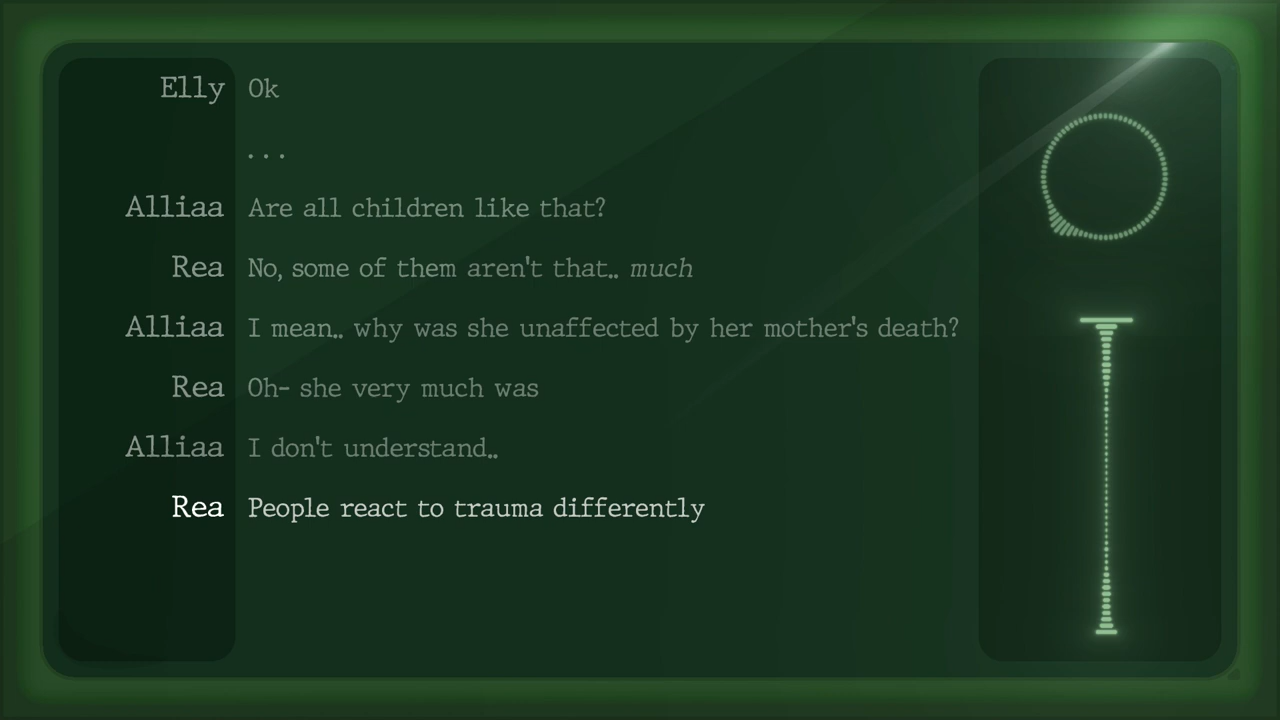 Elly Ok
...
Alliaa Are all children like that?
Rea No, some of them aren't that.. much
Alliaa I mean.. why was she unaffected by her mother's death?
Rea Oh- she very much was
Alliaa I don't understand..
Rea People react to trauma differently